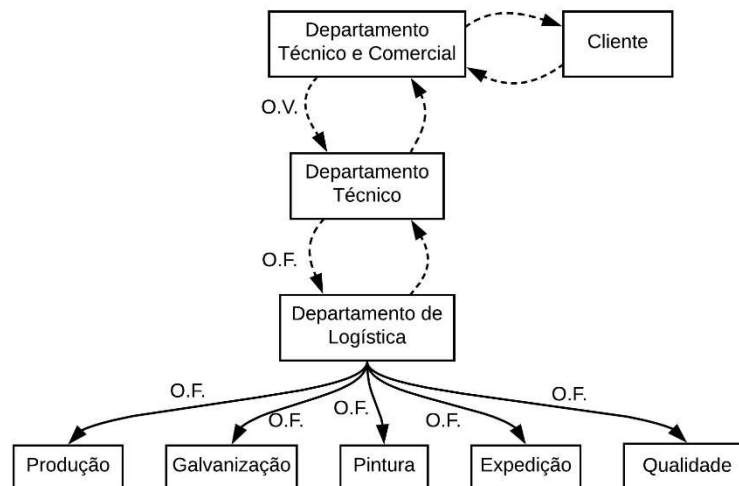 Departamento
Técnico e Comercial
Cliente
O.V.
Departamento
Técnico
O.F.
Departamento de
Logística
O.F.
O.F.
O.F.
O.F.
O.F.
Produção
Galvanização
Pintura
Expedição
Qualidade